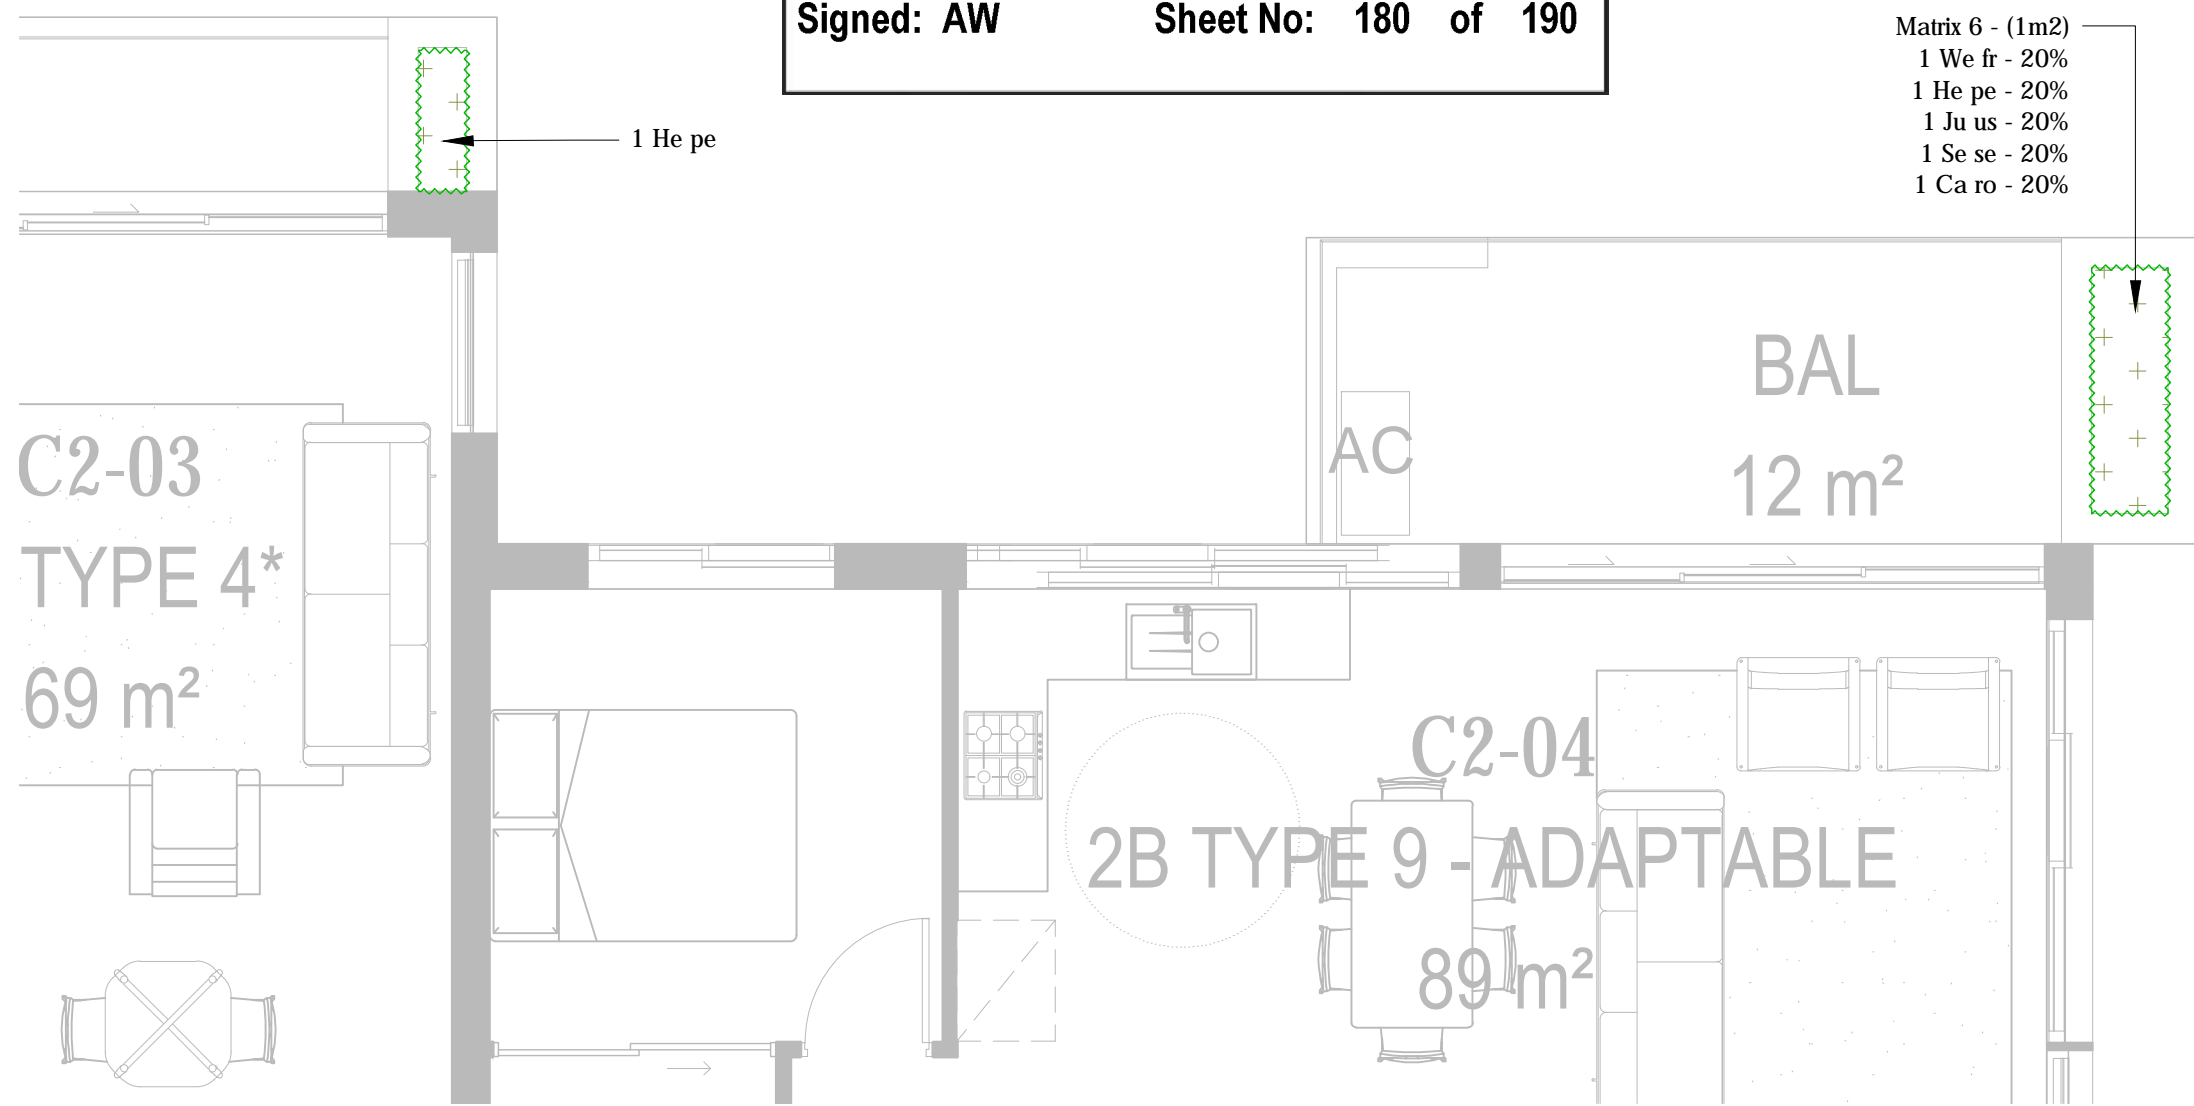 Signed: AW Sheet No: 180 of 190
Matrix 6 - (1m2)
1 We fr - 20%
1 He pe - 20%
1 Ju us - 20%
1 Se se - 20%
1 Ca ro - 20%
1 He pe
BAL
12 m²
AC
C2-03
TYPE 4*
69 m²
C2-04
2B TYPE 9 - ADAPTABLE
89 m²